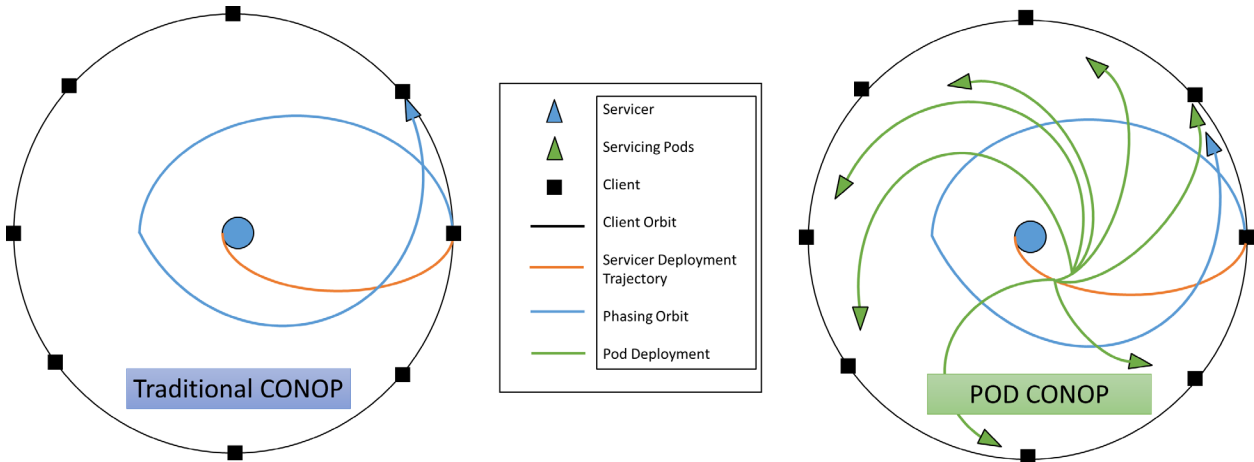 Servicer
Servicing Pods
Client
Client Orbit
Servicer Deployment
Trajectory
Phasing Orbit
Pod Deployment
Traditional CONOP
POD CONOP